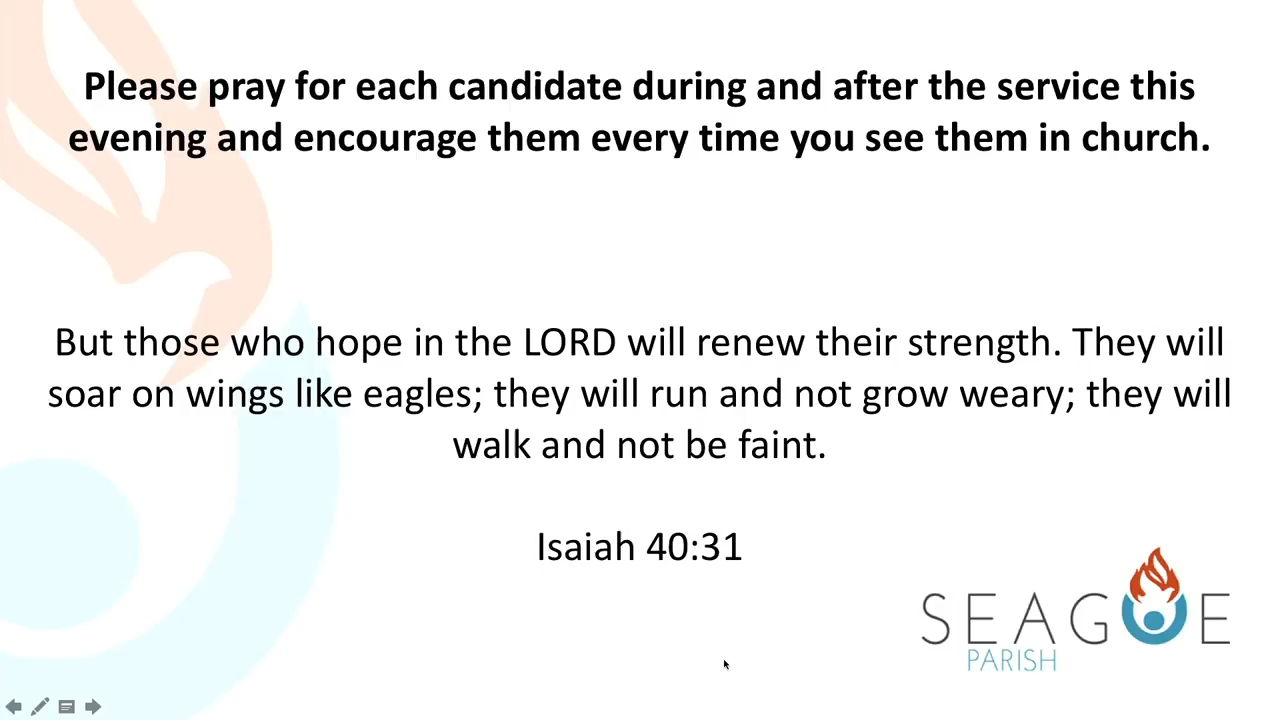 Please pray for each candidate during and after the service this
evening and encourage them every time you see them in church.
But those who hope in the LORD will renew their strength. They will
soar on wings like eagles; they will run and not grow weary; they will
walk and not be faint.
Isaiah 40:31
SEAGOE
PARISH